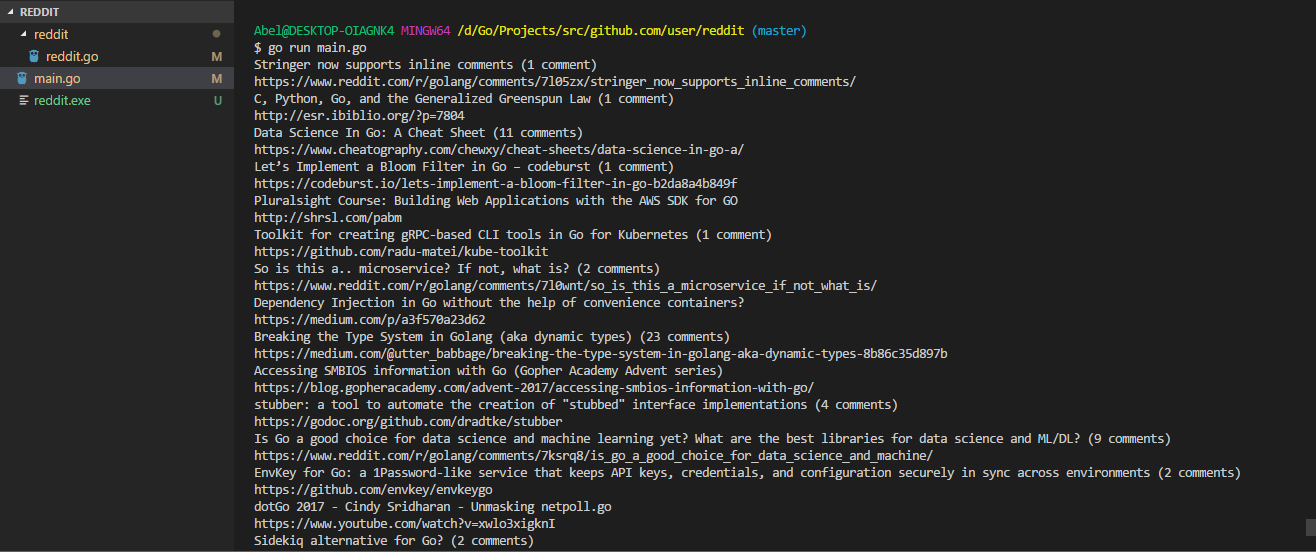 REDDIT
reddit
reddit.go M
main.go M
reddit.exe U
Abel@DESKTOP-OIAGNK4 MINGW64 /d/Go/Projects/src/github.com/user/reddit (master)
$ go run main.go
Stringer now supports inline comments (1 comment)
https://www.reddit.com/r/golang/comments/7l05zx/stringer_now_supports_inline_comments/
C, Python, Go, and the Generalized Greenspun Law (1 comment)
http://esr.ibiblio.org/?p=7804
Data Science In Go: A Cheat Sheet (11 comments)
https://www.cheatography.com/chewxy/cheat-sheets/data-science-in-go-a/
Let’s Implement a Bloom Filter in Go – codeburst (1 comment)
https://codeburst.io/lets-implement-a-bloom-filter-in-go-b2da8a4b849f
Pluralsight Course: Building Web Applications with the AWS SDK for GO
http://shrsl.com/pabm
Toolkit for creating gRPC-based CLI tools in Go for Kubernetes (1 comment)
https://github.com/radu-matei/kube-toolkit
So is this a.. microservice? If not, what is? (2 comments)
https://www.reddit.com/r/golang/comments/7l0wnt/so_is_this_a_microservice_if_not_what_is/
Dependency Injection in Go without the help of convenience containers?
https://medium.com/p/a3f570a23d62
Breaking the Type System in Golang (aka dynamic types) (23 comments)
https://medium.com/@utter_babbage/breaking-the-type-system-in-golang-aka-dynamic-types-8b86c35d897b
Accessing SMBIOS information with Go (Gopher Academy Advent series)
https://blog.gopheracademy.com/advent-2017/accessing-smbios-information-with-go/
stubber: a tool to automate the creation of "stubbed" interface implementations (4 comments)
https://godoc.org/github.com/dradtke/stubber
Is Go a good choice for data science and machine learning yet? What are the best libraries for data science and ML/DL? (9 comments)
https://www.reddit.com/r/golang/comments/7ksrq8/is_go_a_good_choice_for_data_science_and_machine/
EnvKey for Go: a 1Password-like service that keeps API keys, credentials, and configuration securely in sync across environments (2 comments)
https://github.com/envkey/envkeygo
dotGo 2017 - Cindy Sridharan - Unmasking netpoll.go
https://www.youtube.com/watch?v=xwlo3xigknI
Sidekiq alternative for Go? (2 comments)